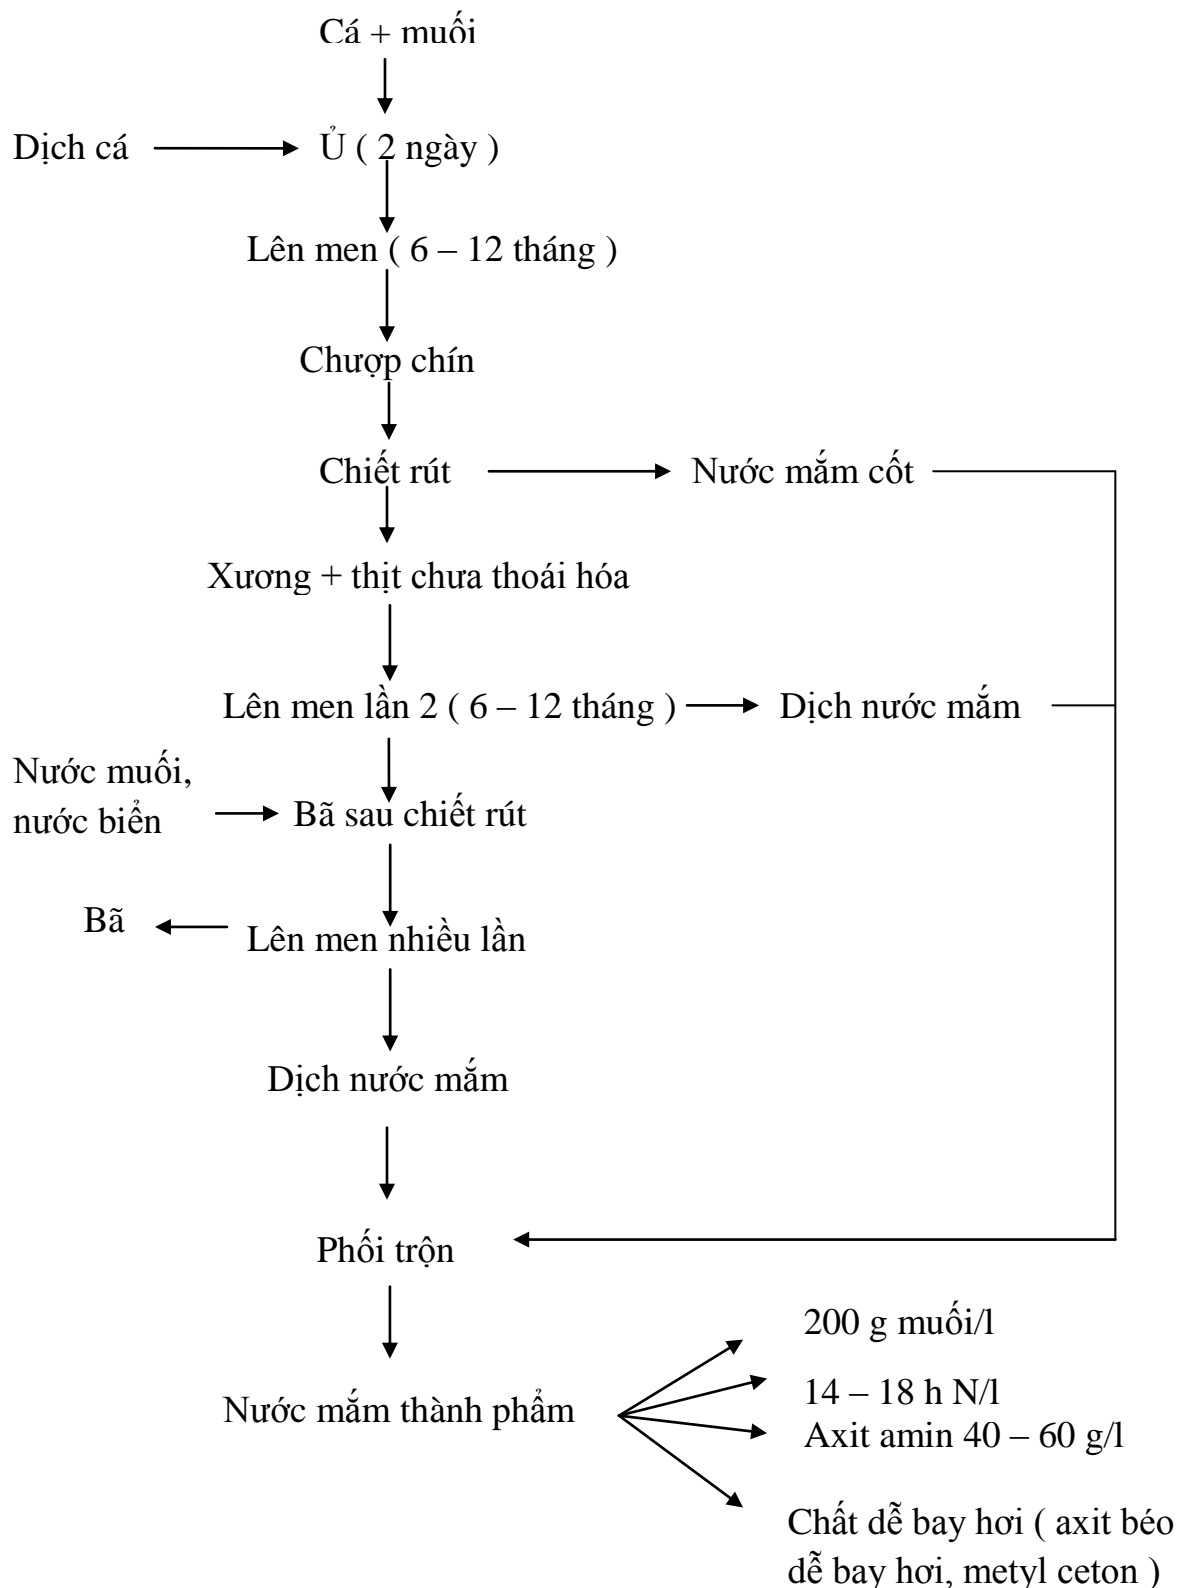 Cá + muối
Dịch cá
Ủ ( 2 ngày )
Lên men ( 6 – 12 tháng )
Chượp chín
Chiết rút
Nước mắm cốt
Xương + thịt chưa thoái hóa
Lên men lần 2 ( 6 – 12 tháng )
Dịch nước mắm
Nước muối,
nước biển
Bã sau chiết rút
Bã
Lên men nhiều lần
Dịch nước mắm
Phối trộn
200 g muối/l
14 – 18 h N/l
Nước mắm thành phẩm
Axit amin 40 – 60 g/l
Chất dễ bay hơi ( axit béo
dễ bay hơi, metyl ceton )